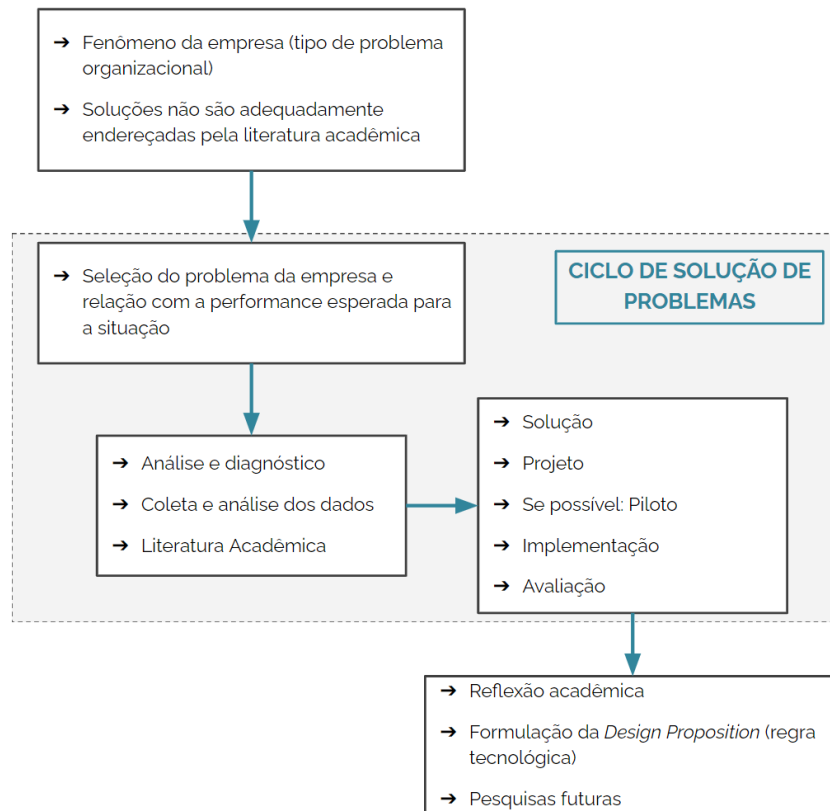 ➔ Fenômeno da empresa (tipo de problema
organizacional)
➔ Soluções não são adequadamente
endereçadas pela literatura acadêmica
➔ Seleção do problema da empresa e
relação com a performance esperada para
a situação
CICLO DE SOLUÇÃO DE
PROBLEMAS
➔ Análise e diagnóstico
➔ Coleta e análise dos dados
➔ Literatura Acadêmica
➔ Solução
➔ Projeto
➔ Se possível: Piloto
➔ Implementação
➔ Avaliação
➔ Reflexão acadêmica
➔ Formulação da Design Proposition (regra
tecnológica)
➔ Pesquisas futuras